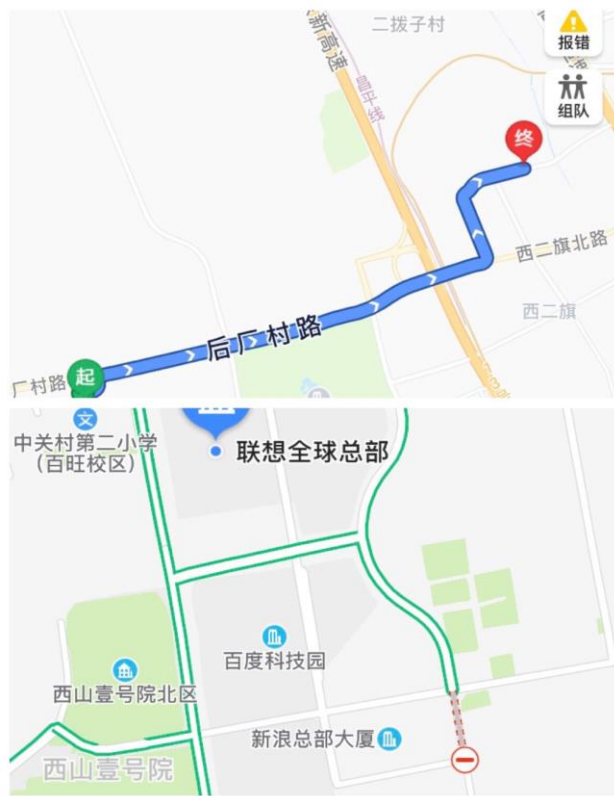 二拨子村
报错
新高速
昌平线
组队
终
西二旗北路
西二旗
后厂村路
厂村路
起
文
中关村第二小学
(百旺校区)
联想全球总部
百度科技园
西山壹号院北区
新浪总部大厦
西山壹号院